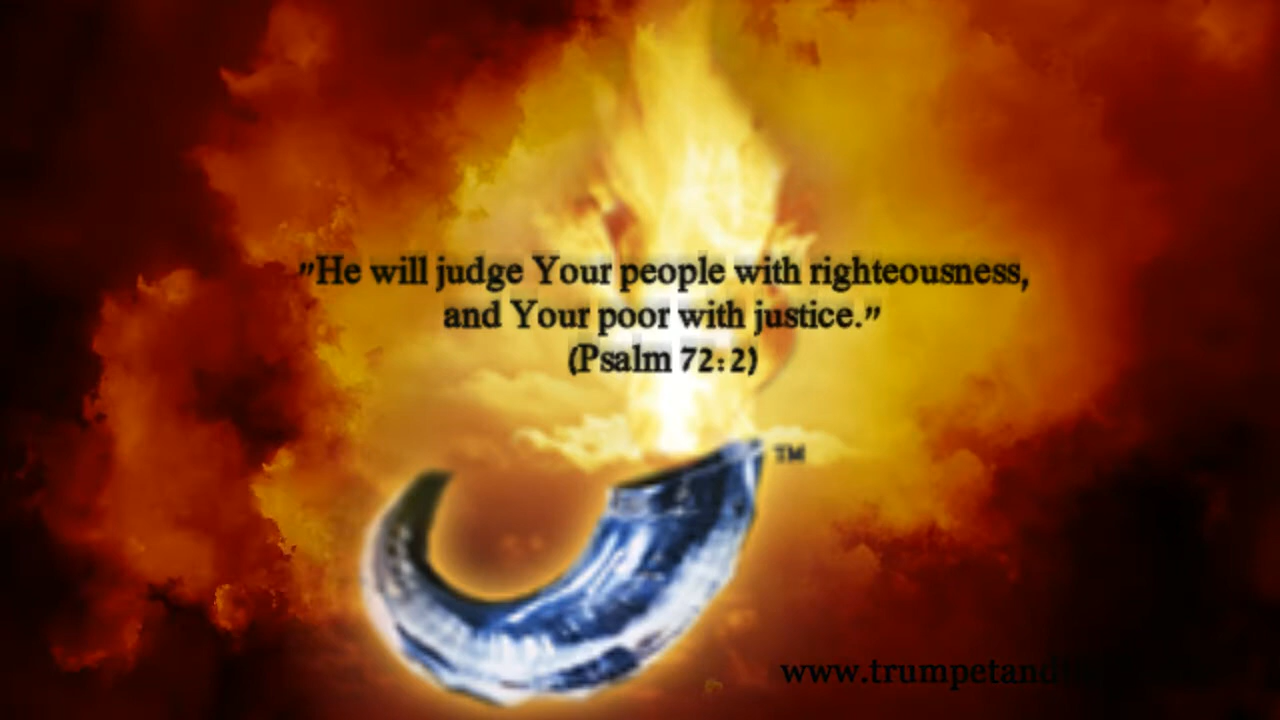 "He will judge Your people with righteousness,
and Your poor with justice."
(Psalm 72:2)
TM